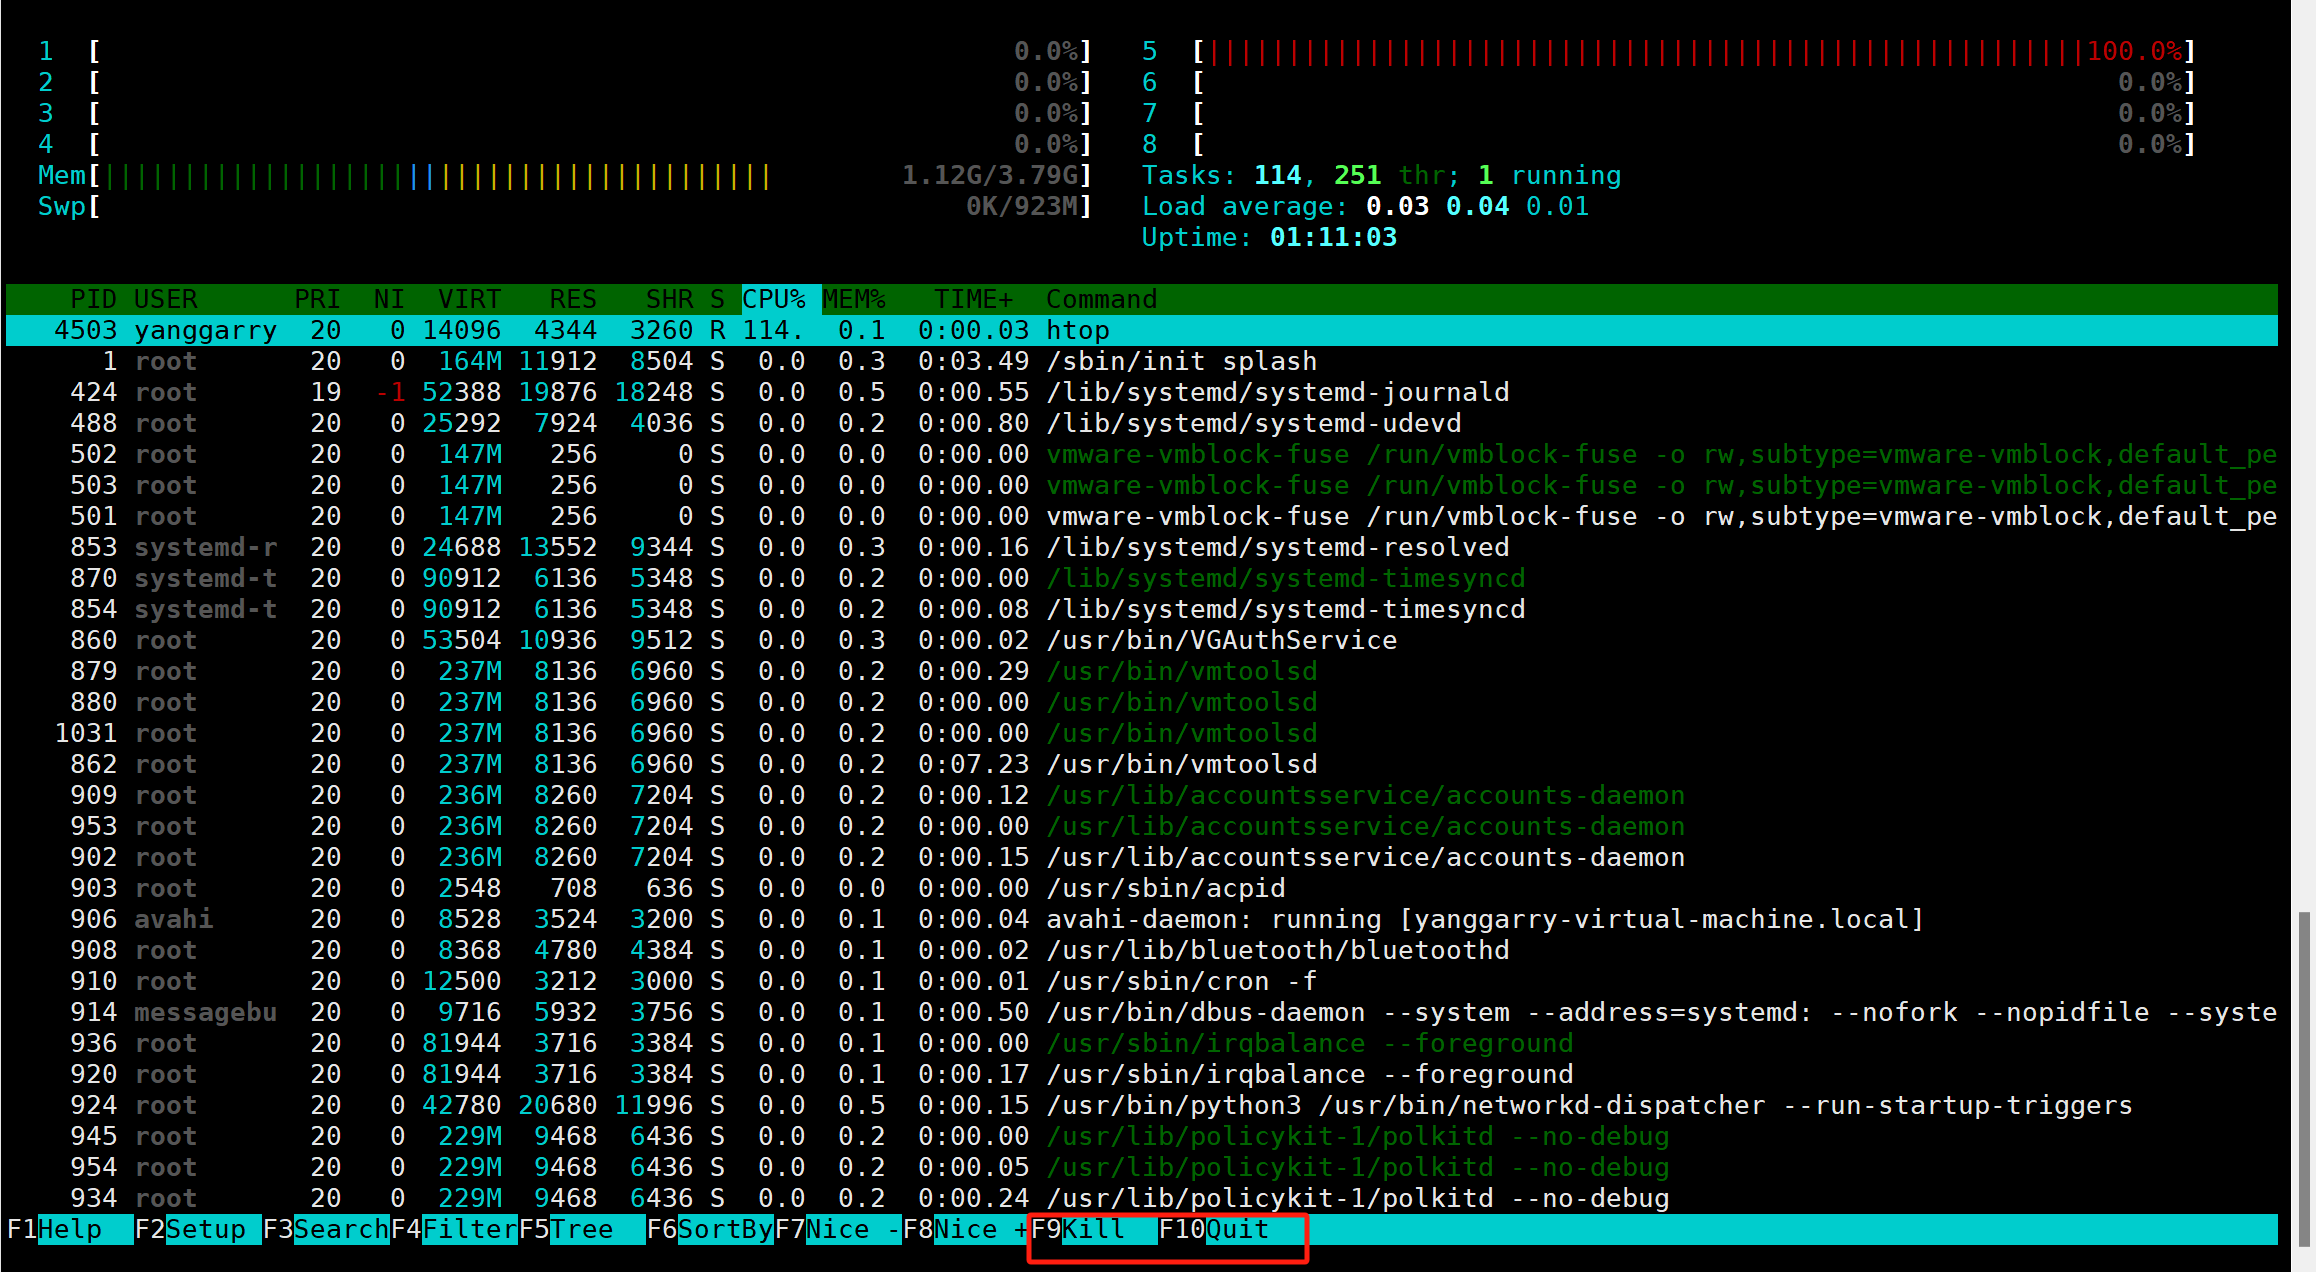 1 [ 0.0%] 5 [||||||||||||||||||||||||||||||||||||||||||||||||||||||||100.0%]
2 [ 0.0%] 6 [ 0.0%]
3 [ 0.0%] 7 [ 0.0%]
4 [ 0.0%] 8 [ 0.0%]
Mem[|||||||||||||||||||||||||||||||||||||||||| 1.12G/3.79G] Tasks: 114, 251 thr; 1 running
Swp[ 0K/923M] Load average: 0.03 0.04 0.01
Uptime: 01:11:03
PID USER PRI NI VIRT RES SHR S CPU% MEM% TIME+ Command
4503 yanggarry 20 0 14096 4344 3260 R 114. 0.1 0:00.03 htop
1 root 20 0 164M 11912 8504 S 0.0 0.3 0:03.49 /sbin/init splash
424 root 19 -1 52388 19876 18248 S 0.0 0.5 0:00.55 /lib/systemd/systemd-journald
488 root 20 0 25292 7924 4036 S 0.0 0.2 0:00.80 /lib/systemd/systemd-udevd
502 root 20 0 147M 256 0 S 0.0 0.0 0:00.00 vmware-vmblock-fuse /run/vmblock-fuse -o rw,subtype=vmware-vmblock,default_pe
503 root 20 0 147M 256 0 S 0.0 0.0 0:00.00 vmware-vmblock-fuse /run/vmblock-fuse -o rw,subtype=vmware-vmblock,default_pe
501 root 20 0 147M 256 0 S 0.0 0.0 0:00.00 vmware-vmblock-fuse /run/vmblock-fuse -o rw,subtype=vmware-vmblock,default_pe
853 systemd-r 20 0 24688 13552 9344 S 0.0 0.3 0:00.16 /lib/systemd/systemd-resolved
870 systemd-t 20 0 90912 6136 5348 S 0.0 0.2 0:00.00 /lib/systemd/systemd-timesyncd
854 systemd-t 20 0 90912 6136 5348 S 0.0 0.2 0:00.08 /lib/systemd/systemd-timesyncd
860 root 20 0 53504 10936 9512 S 0.0 0.3 0:00.02 /usr/bin/VGAuthService
879 root 20 0 237M 8136 6960 S 0.0 0.2 0:00.29 /usr/bin/vmtoolsd
880 root 20 0 237M 8136 6960 S 0.0 0.2 0:00.00 /usr/bin/vmtoolsd
1031 root 20 0 237M 8136 6960 S 0.0 0.2 0:00.00 /usr/bin/vmtoolsd
862 root 20 0 237M 8136 6960 S 0.0 0.2 0:07.23 /usr/bin/vmtoolsd
909 root 20 0 236M 8260 7204 S 0.0 0.2 0:00.12 /usr/lib/accountsservice/accounts-daemon
953 root 20 0 236M 8260 7204 S 0.0 0.2 0:00.00 /usr/lib/accountsservice/accounts-daemon
902 root 20 0 236M 8260 7204 S 0.0 0.2 0:00.15 /usr/lib/accountsservice/accounts-daemon
903 root 20 0 2548 708 636 S 0.0 0.0 0:00.00 /usr/sbin/acpid
906 avahi 20 0 8528 3524 3200 S 0.0 0.1 0:00.04 avahi-daemon: running [yanggarry-virtual-machine.local]
908 root 20 0 8368 4780 4384 S 0.0 0.1 0:00.02 /usr/lib/bluetooth/bluetoothd
910 root 20 0 12500 3212 3000 S 0.0 0.1 0:00.01 /usr/sbin/cron -f
914 messagebu 20 0 9716 5932 3756 S 0.0 0.1 0:00.50 /usr/bin/dbus-daemon --system --address=systemd: --nofork --nopidfile --syste
936 root 20 0 81944 3716 3384 S 0.0 0.1 0:00.00 /usr/sbin/irqbalance --foreground
920 root 20 0 81944 3716 3384 S 0.0 0.1 0:00.17 /usr/sbin/irqbalance --foreground
924 root 20 0 42780 20680 11996 S 0.0 0.5 0:00.15 /usr/bin/python3 /usr/bin/networkd-dispatcher --run-startup-triggers
945 root 20 0 229M 9468 6436 S 0.0 0.2 0:00.00 /usr/lib/policykit-1/polkitd --no-debug
954 root 20 0 229M 9468 6436 S 0.0 0.2 0:00.05 /usr/lib/policykit-1/polkitd --no-debug
934 root 20 0 229M 9468 6436 S 0.0 0.2 0:00.24 /usr/lib/policykit-1/polkitd --no-debug
F1Help F2Setup F3SearchF4FilterF5Tree F6SortByF7Nice -F8Nice +F9Kill F10Quit